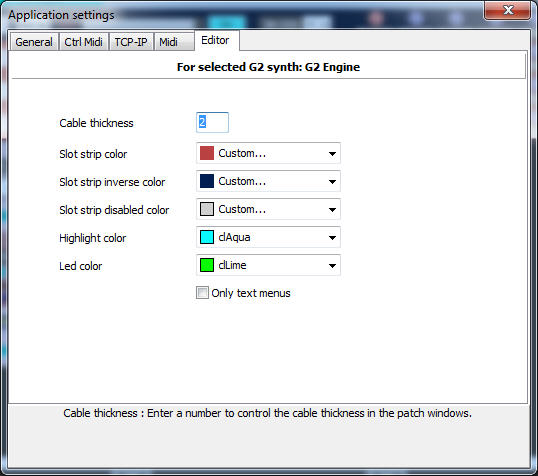 Application settings
General Ctrl Midi TCP-IP Midi Editor
For selected G2 synth: G2 Engine
Cable thickness 2
Slot strip color Custom...
Slot strip inverse color Custom...
Slot strip disabled color Custom...
Highlight color clAqua
Led color clLime
Only text menus
Cable thickness : Enter a number to control the cable thickness in the patch windows.